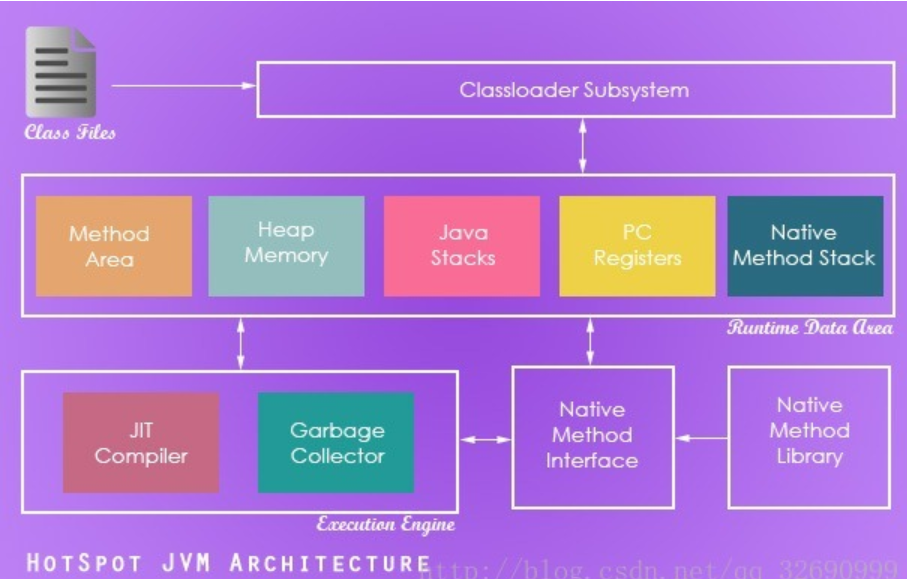 Classloader Subsystem
Class Files
Method
Area
Heap
Memory
Java
Stacks
PC
Registers
Native
Method Stack
Runtime Data Area
JIT
Compiler
Garbage
Collector
Execution Engine
Native
Method
Interface
Native
Method
Library
HotSpot JVM Architecture
http://blog.csdn.net/qq_32690999